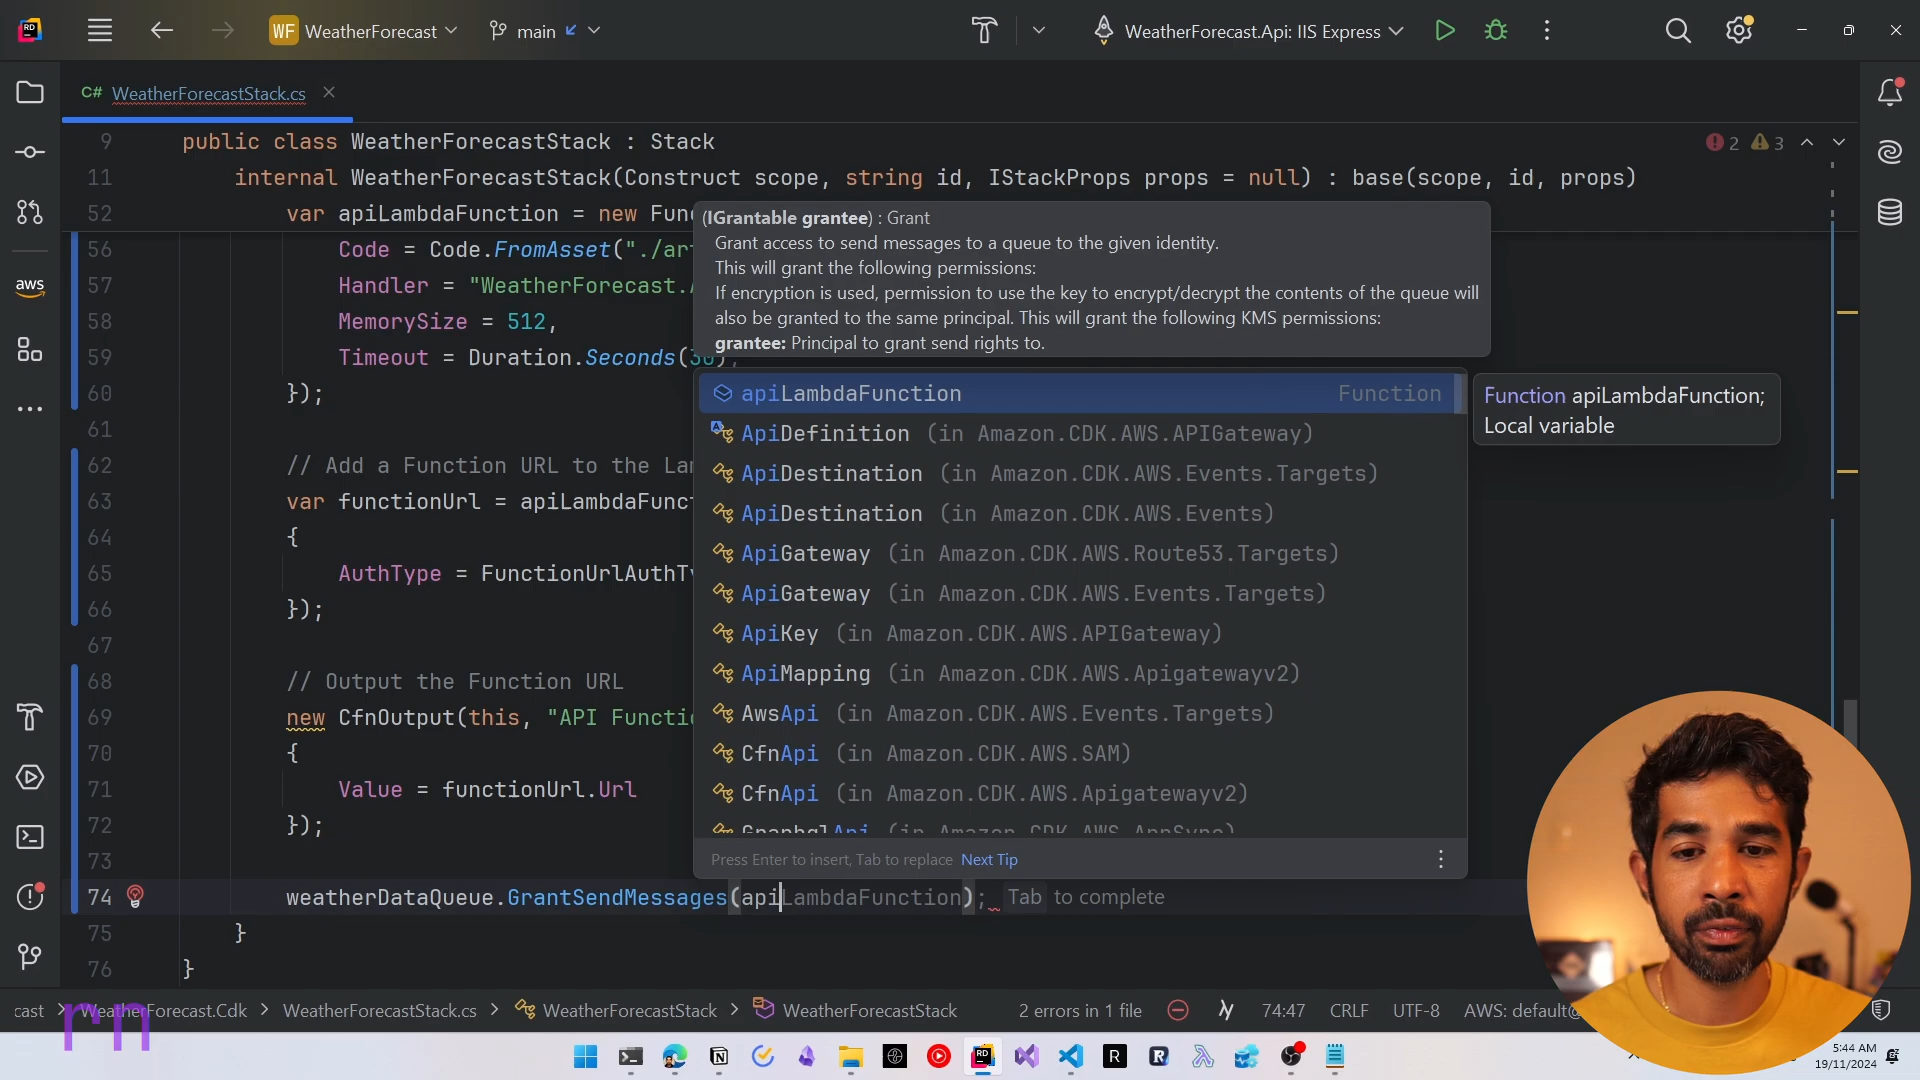 RD
WF WeatherForecast
main
WeatherForecast.Api: IIS Express
C# WeatherForecastStack.cs
2 3
9 public class WeatherForecastStack : Stack
11 internal WeatherForecastStack(Construct scope, string id, IStackProps props = null) : base(scope, id, props)
52 var apiLambdaFunction = new Fun
(IGrantable grantee) : Grant
Grant access to send messages to a queue to the given identity.
This will grant the following permissions:
If encryption is used, permission to use the key to encrypt/decrypt the contents of the queue will
also be granted to the same principal. This will grant the following KMS permissions:
grantee: Principal to grant send rights to.
56 Code = Code.FromAsset("./ar
57 Handler = "WeatherForecast.
58 MemorySize = 512,
59 Timeout = Duration.Seconds(30),
60 });
61
62 // Add a Function URL to the La
63 var functionUrl = apiLambdaFunc
64 {
65 AuthType = FunctionUrlAuthT
66 });
67
68 // Output the Function URL
69 new CfnOutput(this, "API Functi
70 {
71 Value = functionUrl.Url
72 });
73
74 weatherDataQueue.GrantSendMessages(apiLambdaFunction); Tab to complete
75 }
76 }
apiLambdaFunction Function
ApiDefinition (in Amazon.CDK.AWS.APIGateway)
ApiDestination (in Amazon.CDK.AWS.Events.Targets)
ApiDestination (in Amazon.CDK.AWS.Events)
ApiGateway (in Amazon.CDK.AWS.Route53.Targets)
ApiGateway (in Amazon.CDK.AWS.Events.Targets)
ApiKey (in Amazon.CDK.AWS.APIGateway)
ApiMapping (in Amazon.CDK.AWS.Apigatewayv2)
AwsApi (in Amazon.CDK.AWS.Events.Targets)
CfnApi (in Amazon.CDK.AWS.SAM)
CfnApi (in Amazon.CDK.AWS.Apigatewayv2)
GraphqlApi (in Amazon.CDK.AWS.AppSync)
Press Enter to insert, Tab to replace Next Tip
Function apiLambdaFunction;
Local variable
aws
cast WeatherForecast.Cdk WeatherForecastStack.cs WeatherForecastStack WeatherForecastStack
2 errors in 1 file 74:47 CRLF UTF-8 AWS: default@
rn
RD
R
R
5:44 AM
19/11/2024